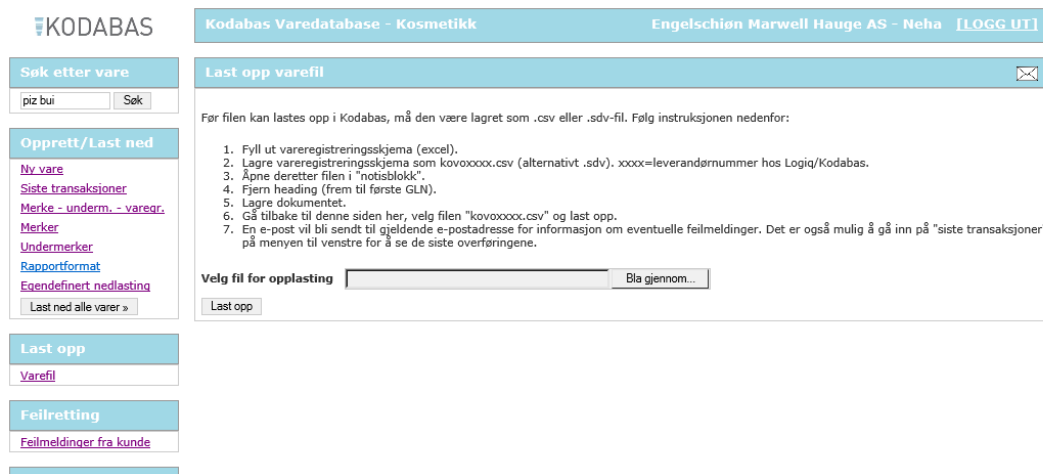 KODABAS
Kodabas Varedatabase - Kosmetikk
Engelschiøn Marwell Hauge AS - Neha [LOGG UT]
Søk etter vare
piz bui Søk
Opprett/Last ned
Ny vare
Siste transaksjoner
Merke - underm. - varegr.
Merker
Undermerker
Rapportformat
Egendefinert nedlasting
Last ned alle varer »
Last opp
Varefil
Feilretting
Feilmeldinger fra kunde
Last opp varefil
Før filen kan lastes opp i Kodabas, må den være lagret som .csv eller .sdv-fil. Følg instruksjonen nedenfor:
1. Fyll ut vareregistreringsskjema (excel).
2. Lagre vareregistreringsskjema som kovoxxxx.csv (alternativt .sdv). xxxx=leverandørnummer hos Logiq/Kodabas.
3. Åpne deretter filen i "notisblokk".
4. Fjern heading (frem til første GLN).
5. Lagre dokumentet.
6. Gå tilbake til denne siden her, velg filen "kovoxxxx.csv" og last opp.
7. En e-post vil bli sendt til gjeldende e-postadresse for informasjon om eventuelle feilmeldinger. Det er også mulig å gå inn på "siste transaksjoner"
på menyen til venstre for å se de siste overføringene.
Velg fil for opplasting Bla gjennom...
Last opp